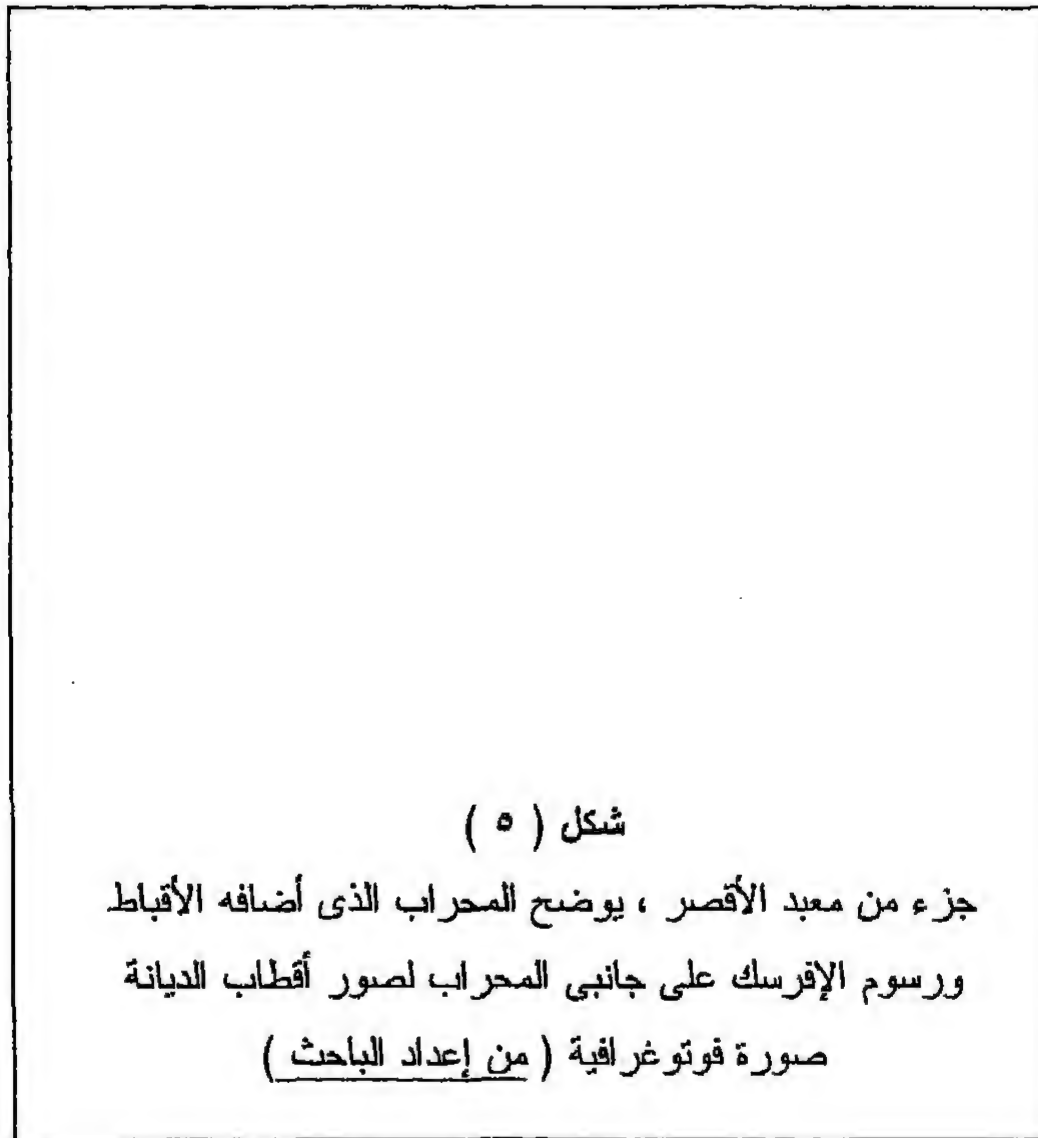 شكل ( ٥ )
جزء من معبد الأقصر ، يوضح المحراب الذى أضافه الأقباط
ورسوم الإفرسك على جانبى المحراب لصور أقطاب الديانة
صورة فوتوغرافية ( من إعداد الباحث )